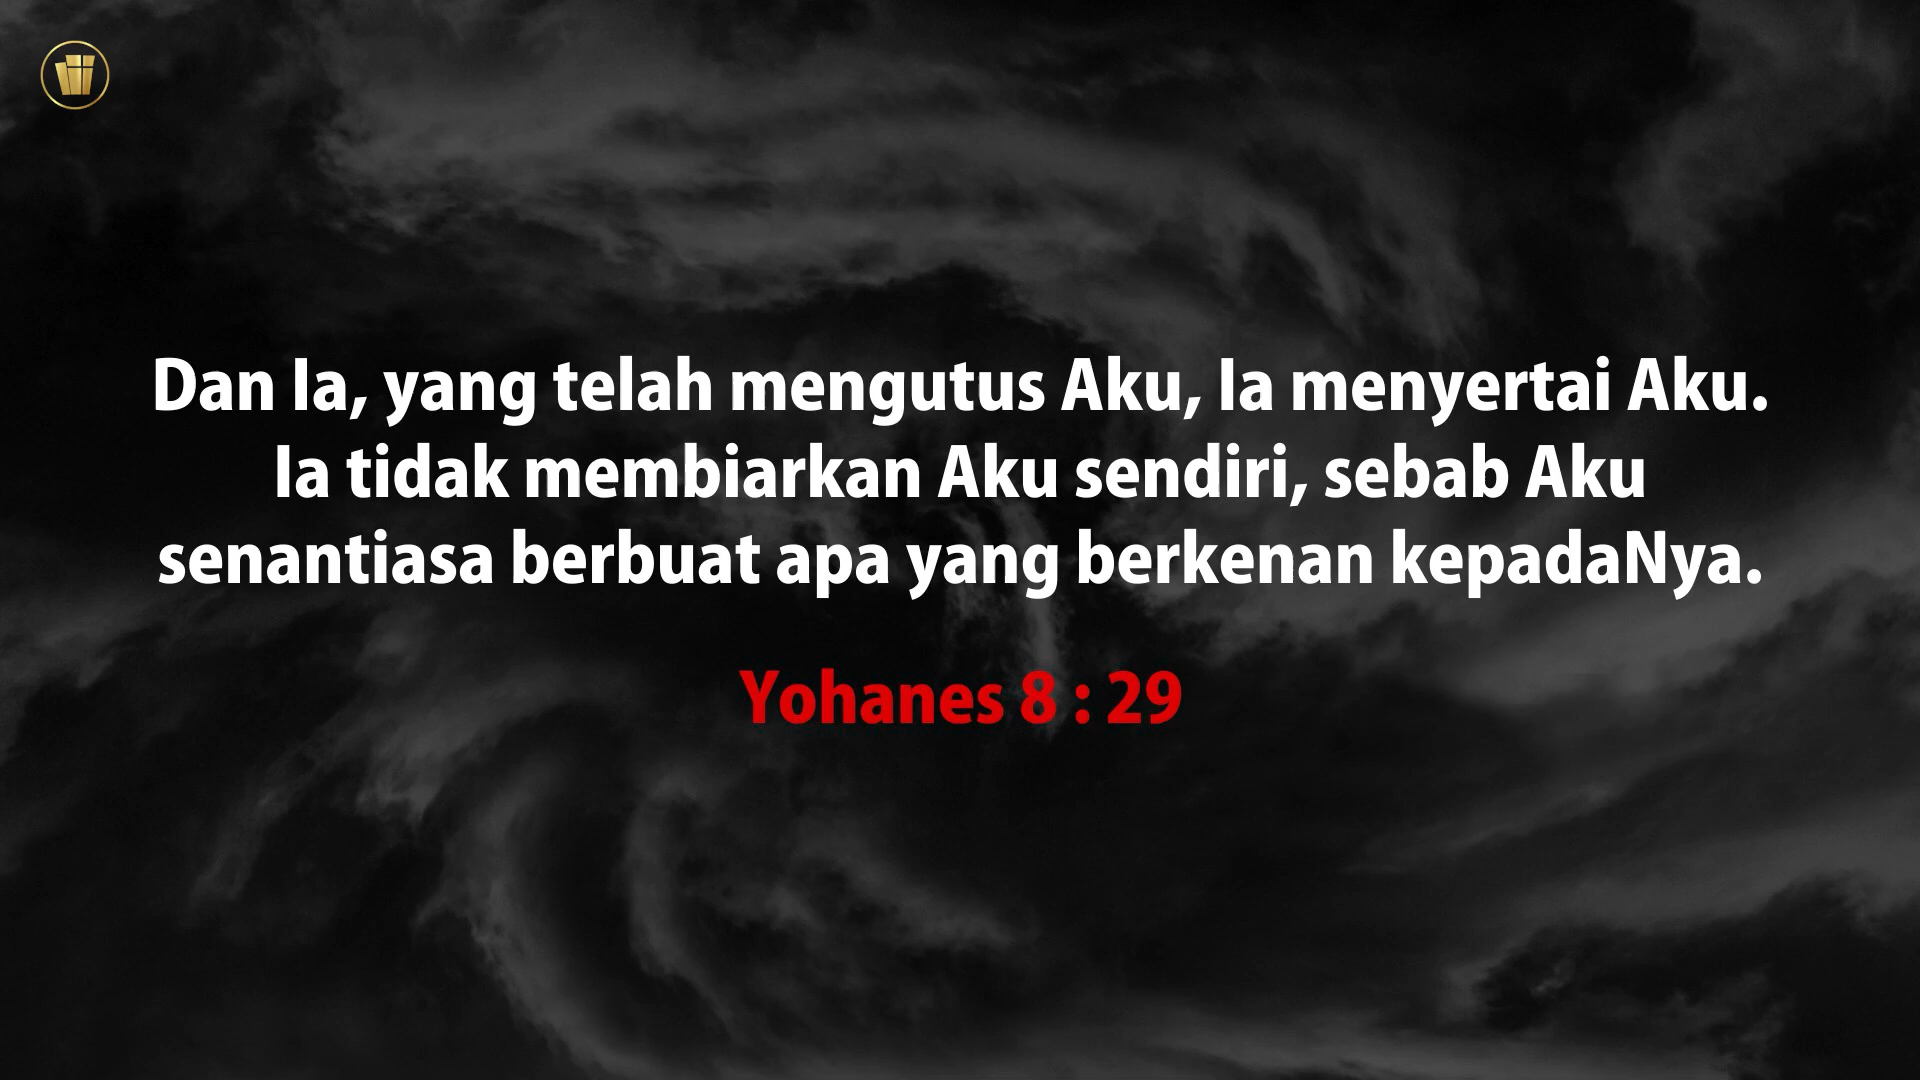 Dan Ia, yang telah mengutus Aku, Ia menyertai Aku.
Ia tidak membiarkan Aku sendiri, sebab Aku
senantiasa berbuat apa yang berkenan kepadaNya.
Yohanes 8 : 29